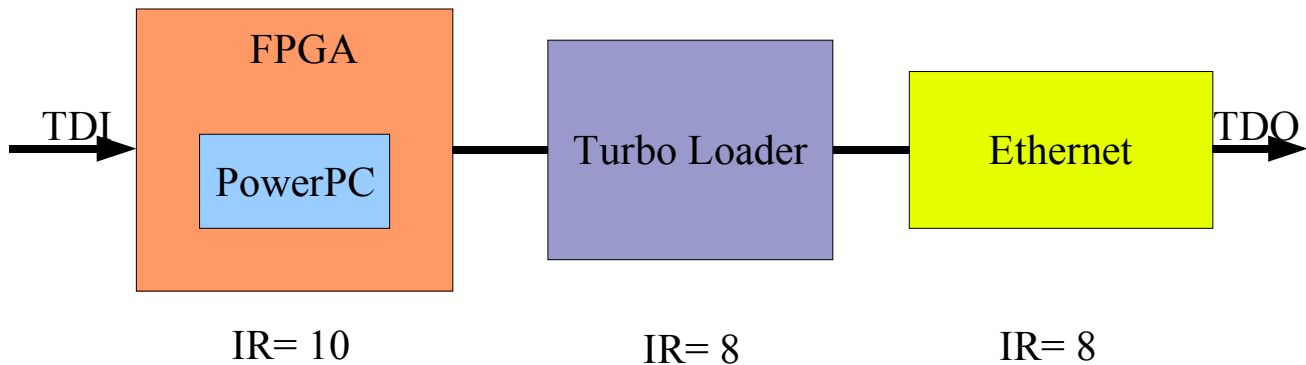 FPGA
TDI
PowerPC
Turbo Loader
Ethernet
TDO
IR= 10
IR= 8
IR= 8